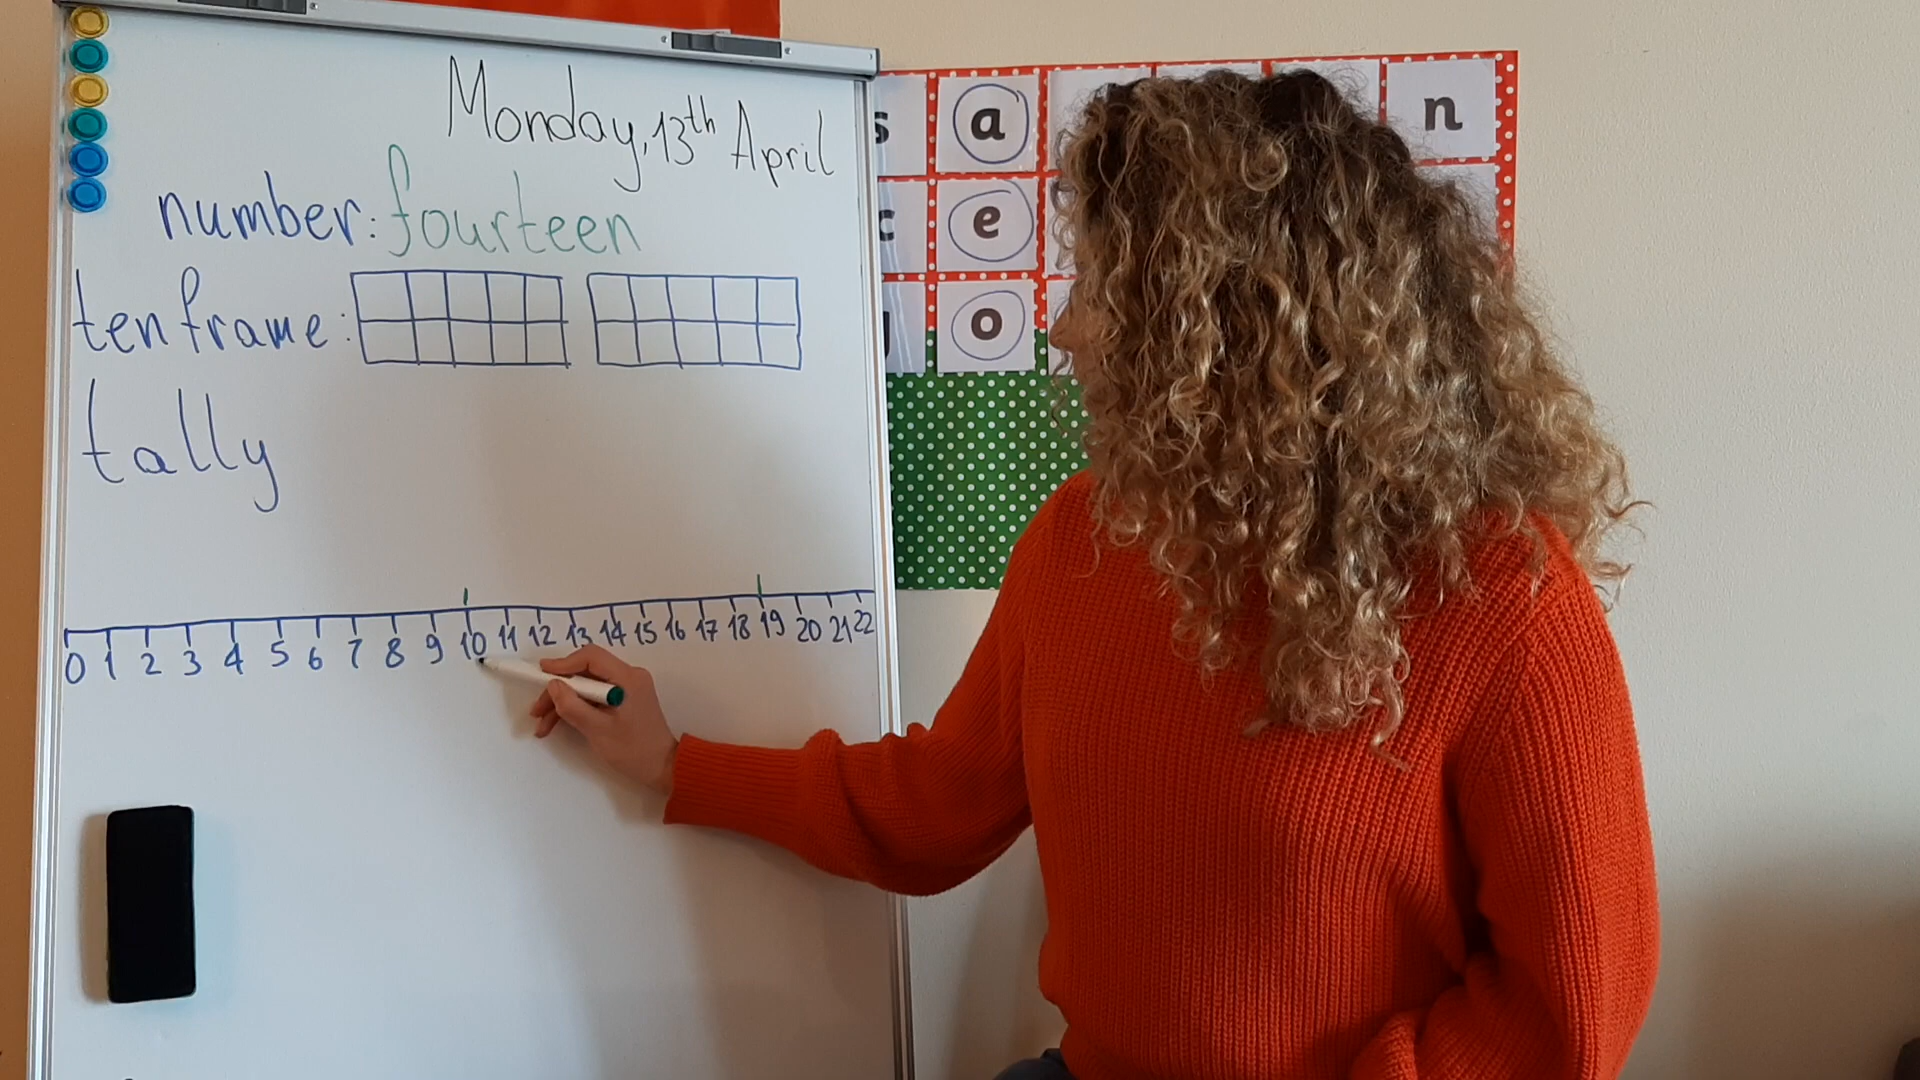 Monday, 13th April
number: fourteen
ten frame:
tally
0 1 2 3 4 5 6 7 8 9 10 11 12 13 14 15 16 17 18 19 20 21 22
s a n
c e
o